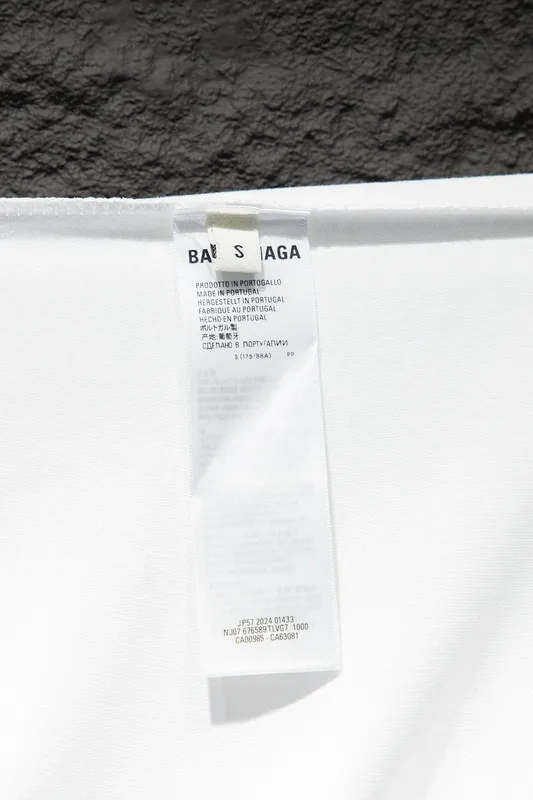 S
PRODOTTO IN PORTOGALLO
MADE IN PORTUGAL
HERGESTELLT IN PORTUGAL
FABRIQUE AU PORTUGAL
HECHO EN PORTUGAL
ポルトガル製
产地:葡萄牙
СДЕЛАНО В ПОРТУГАЛИИ
S (175/88A) PP
JP57 2024 01433
NJ07 676589TLVG7 1000
CA00985 - CA63081